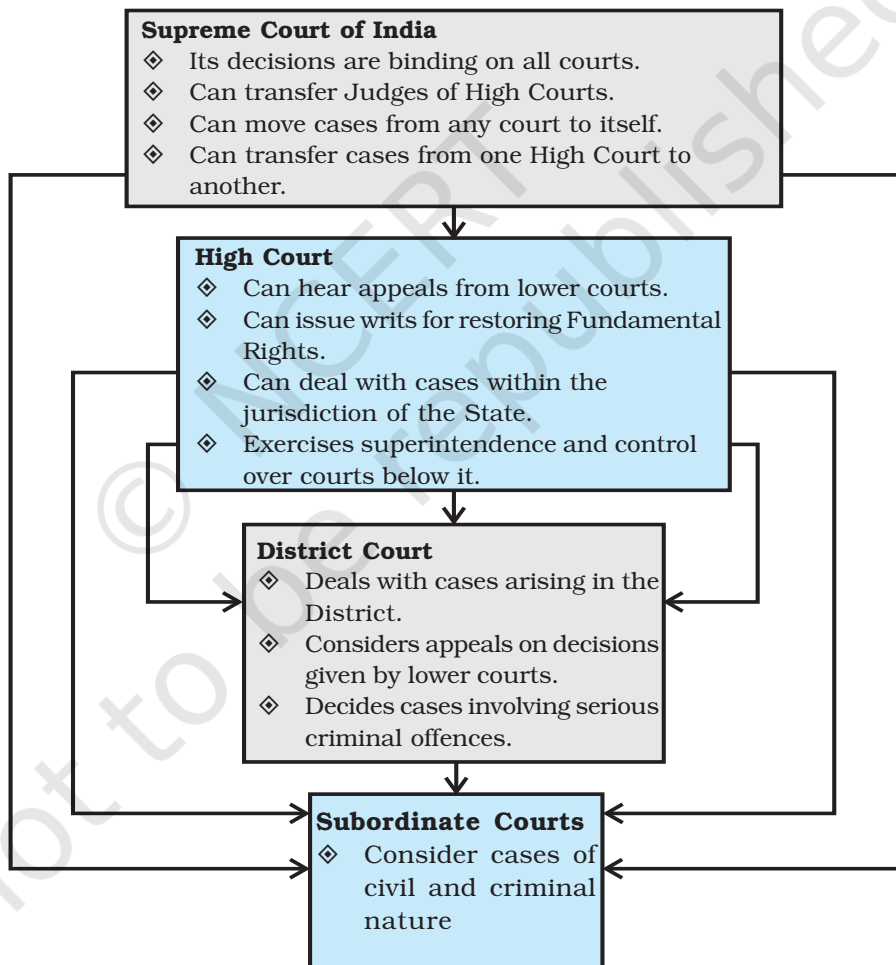 Supreme Court of India
◈ Its decisions are binding on all courts.
◈ Can transfer Judges of High Courts.
◈ Can move cases from any court to itself.
◈ Can transfer cases from one High Court to
another.
High Court
◈ Can hear appeals from lower courts.
◈ Can issue writs for restoring Fundamental
Rights.
◈ Can deal with cases within the
jurisdiction of the State.
◈ Exercises superintendence and control
over courts below it.
District Court
◈ Deals with cases arising in the
District.
◈ Considers appeals on decisions
given by lower courts.
◈ Decides cases involving serious
criminal offences.
Subordinate Courts
◈ Consider cases of
civil and criminal
nature
© NCERT
not to be republished